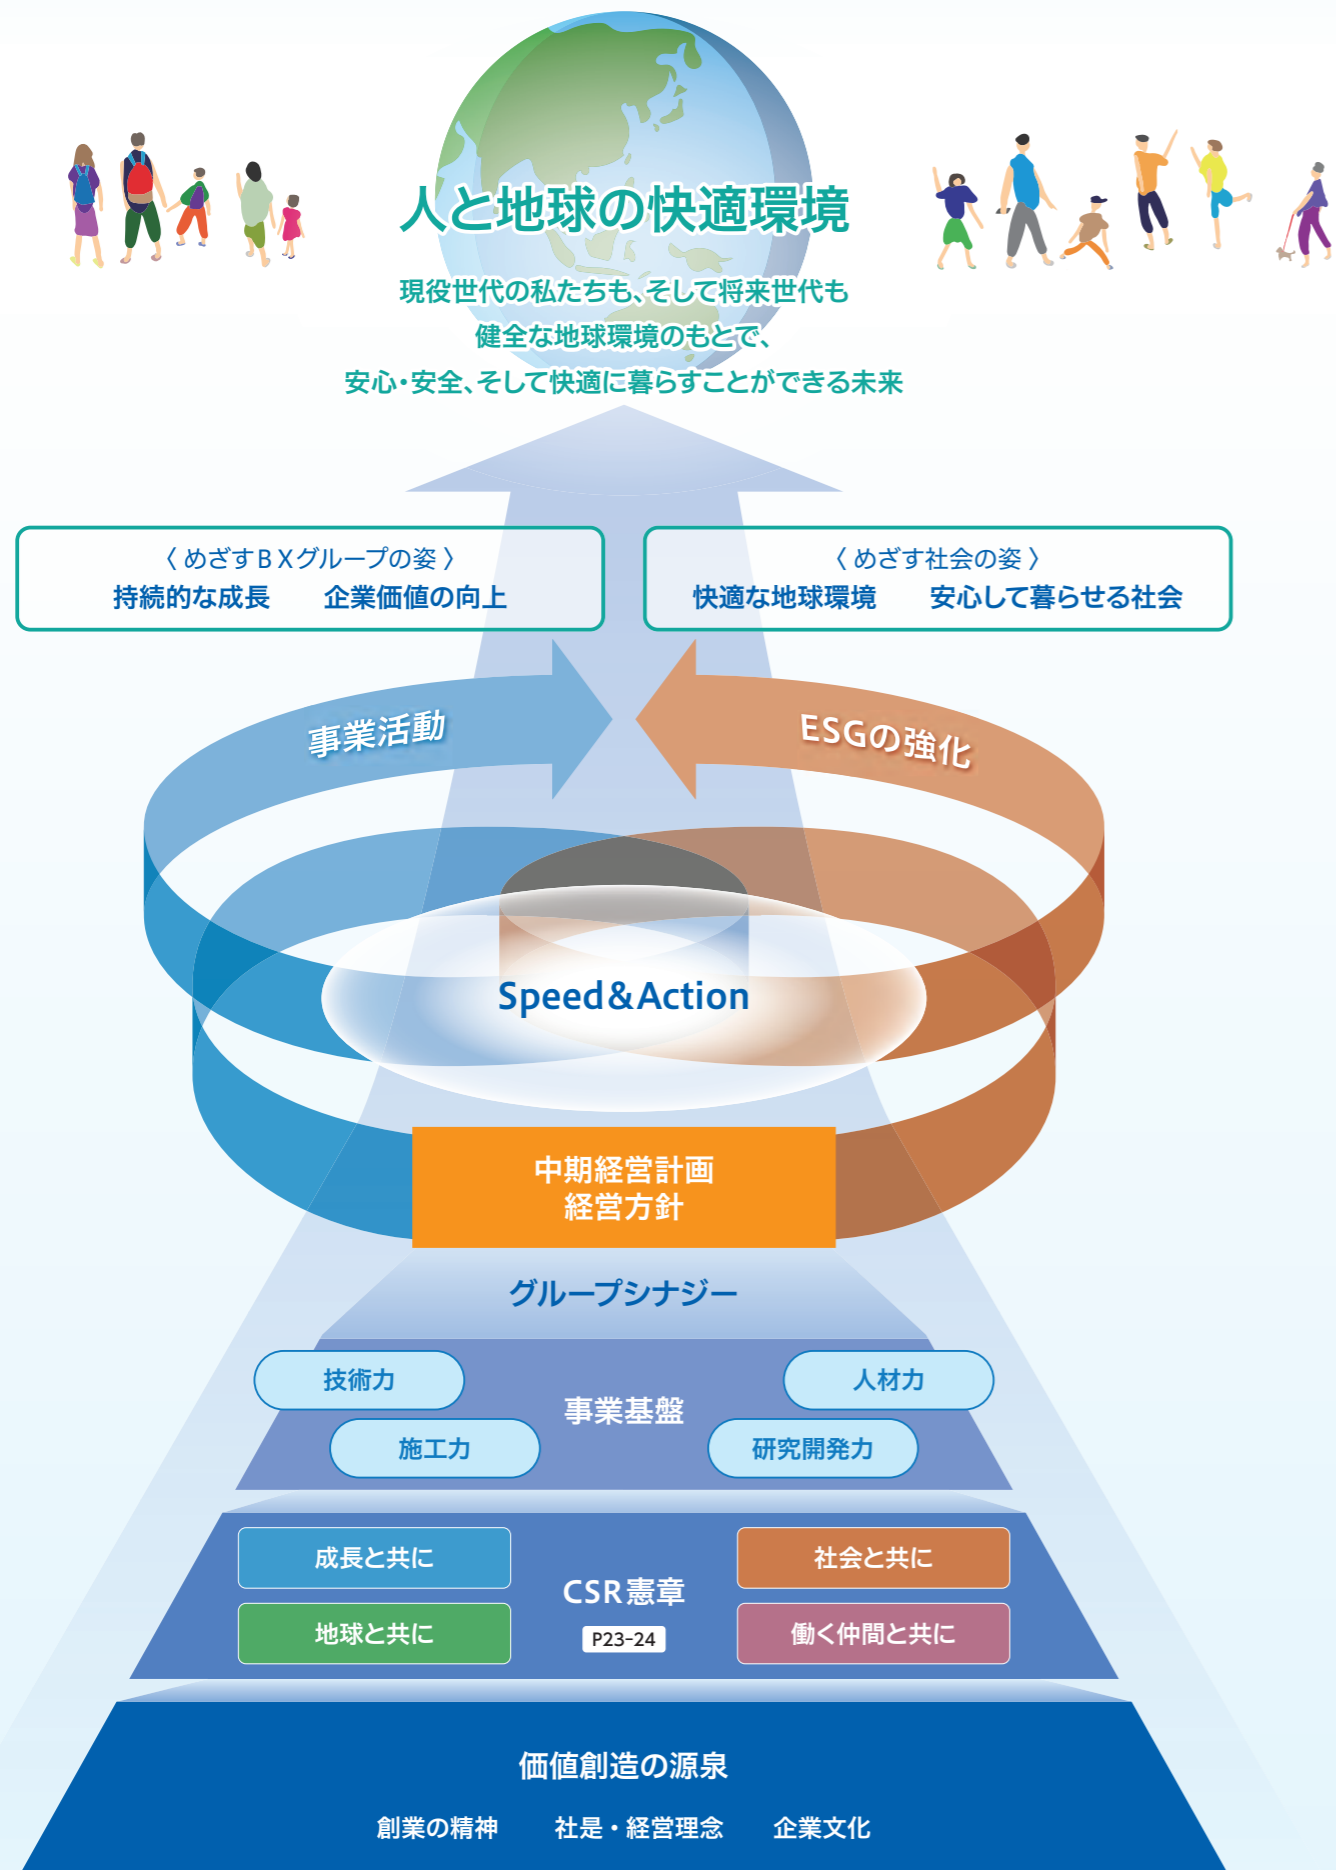 人と地球の快適環境
現役世代の私たちも、そして将来世代も
健全な地球環境のもとで、
安心・安全、そして快適に暮らすことができる未来
〈 めざすBXグループの姿 〉
持続的な成長　企業価値の向上
〈 めざす社会の姿 〉
快適な地球環境　安心して暮らせる社会
事業活動
ESGの強化
Speed&Action
中期経営計画
経営方針
グループシナジー
技術力
人材力
事業基盤
施工力
研究開発力
成長と共に
社会と共に
CSR憲章
P23-24
地球と共に
働く仲間と共に
価値創造の源泉
創業の精神　社是・経営理念　企業文化